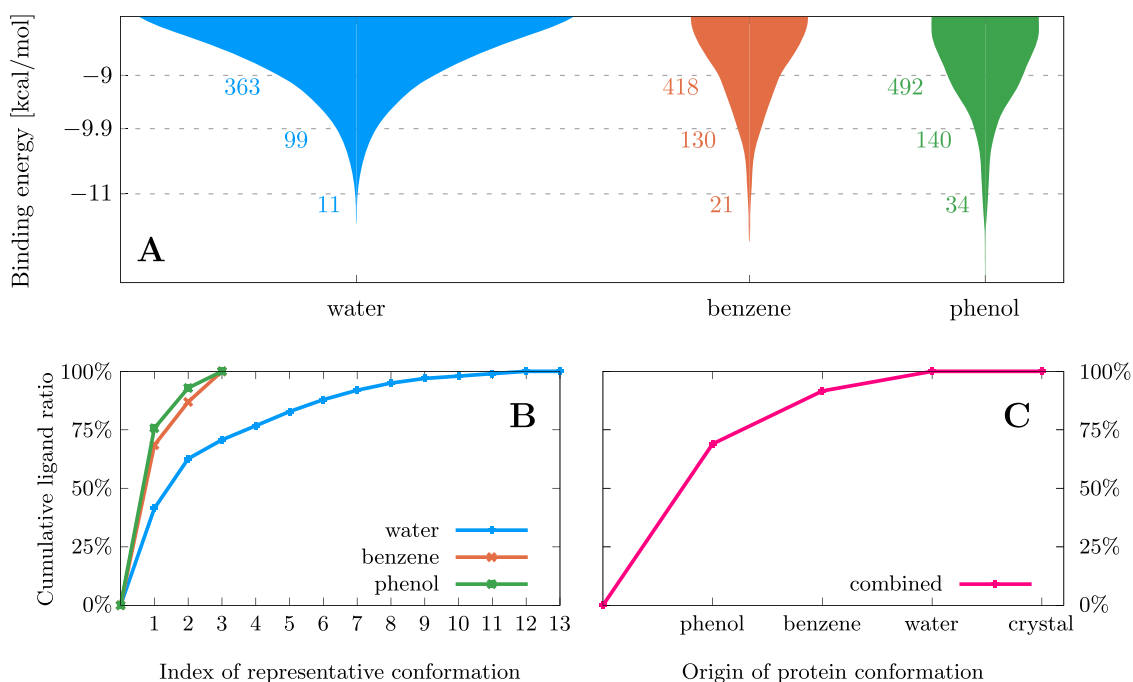 Binding energy [kcal/mol]
−9
−9.9
−11
363
418
492
99
130
140
11
21
34
A
water
benzene
phenol
Cumulative ligand ratio
100%
75%
50%
25%
0%
B
water
benzene
phenol
1 2 3 4 5 6 7 8 9 10 11 12 13
Index of representative conformation
C
combined
100%
75%
50%
25%
0%
phenol benzene water crystal
Origin of protein conformation